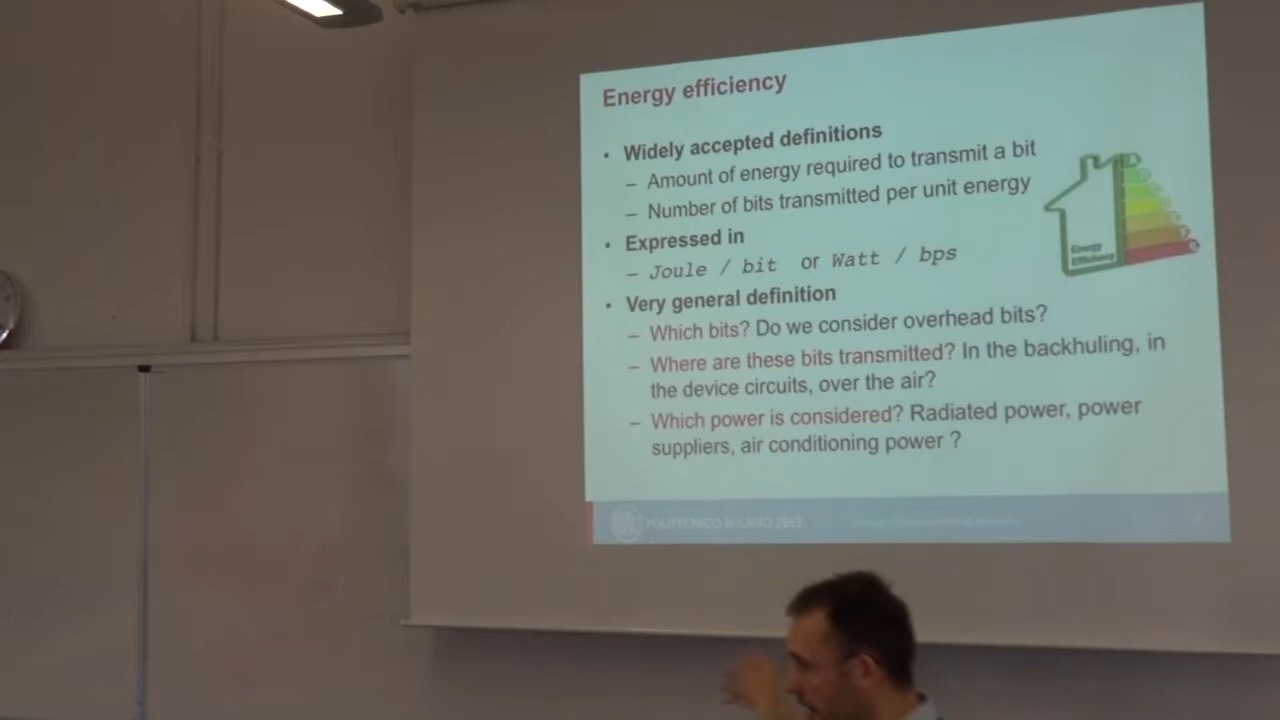 Energy efficiency
• Widely accepted definitions
– Amount of energy required to transmit a bit
– Number of bits transmitted per unit energy
• Expressed in
– Joule / bit or Watt / bps
• Very general definition
– Which bits? Do we consider overhead bits?
– Where are these bits transmitted? In the backhuling, in
the device circuits, over the air?
– Which power is considered? Radiated power, power
suppliers, air conditioning power ?
Energy
Efficiency
POLITECNICO MILANO 1863